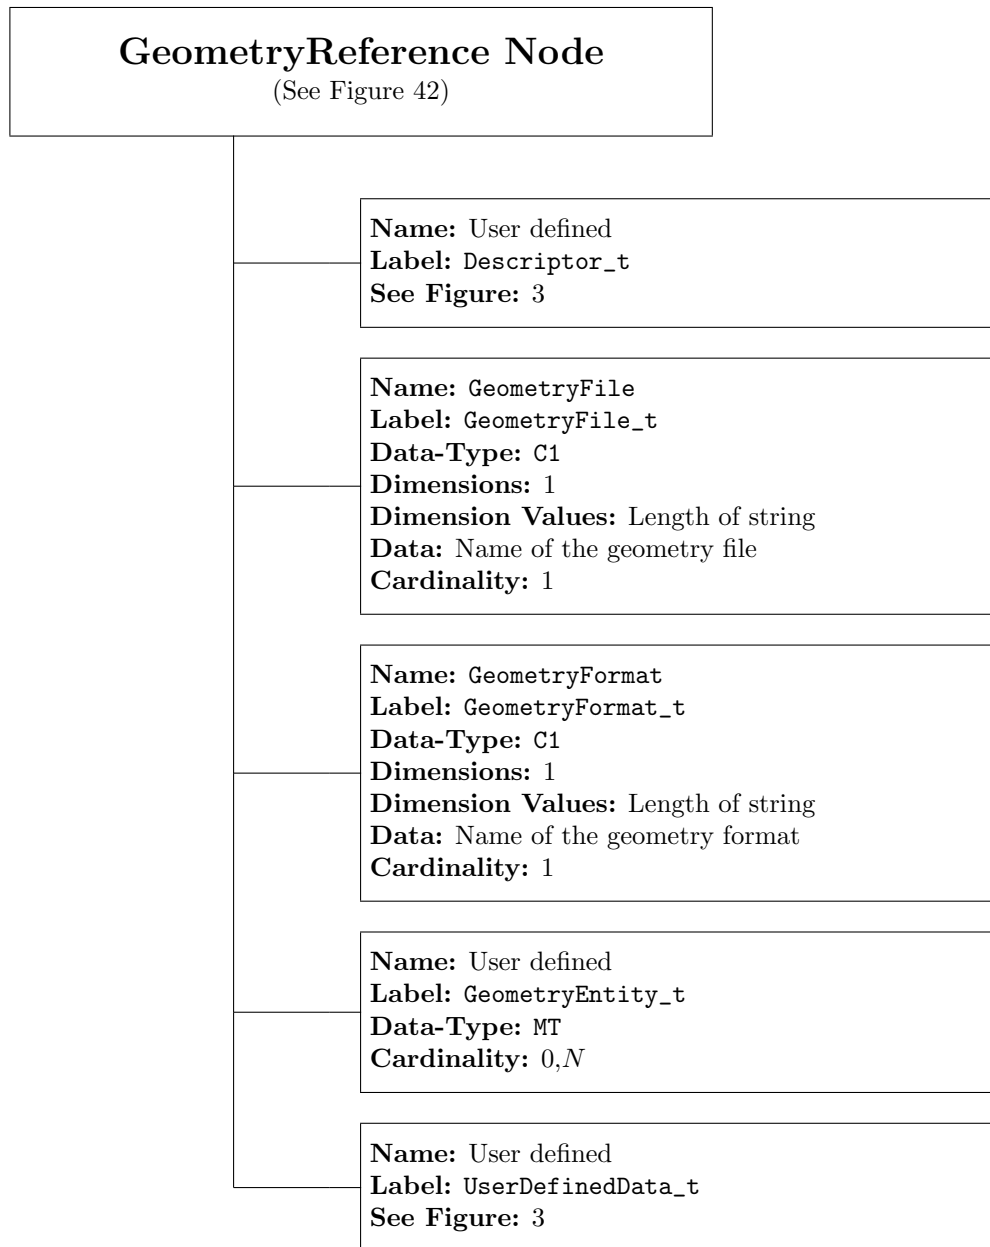 GeometryReference Node
(See Figure 42)
Name: User defined
Label: Descriptor_t
See Figure: 3
Name: GeometryFile
Label: GeometryFile_t
Data-Type: C1
Dimensions: 1
Dimension Values: Length of string
Data: Name of the geometry file
Cardinality: 1
Name: GeometryFormat
Label: GeometryFormat_t
Data-Type: C1
Dimensions: 1
Dimension Values: Length of string
Data: Name of the geometry format
Cardinality: 1
Name: User defined
Label: GeometryEntity_t
Data-Type: MT
Cardinality: 0,N
Name: User defined
Label: UserDefinedData_t
See Figure: 3